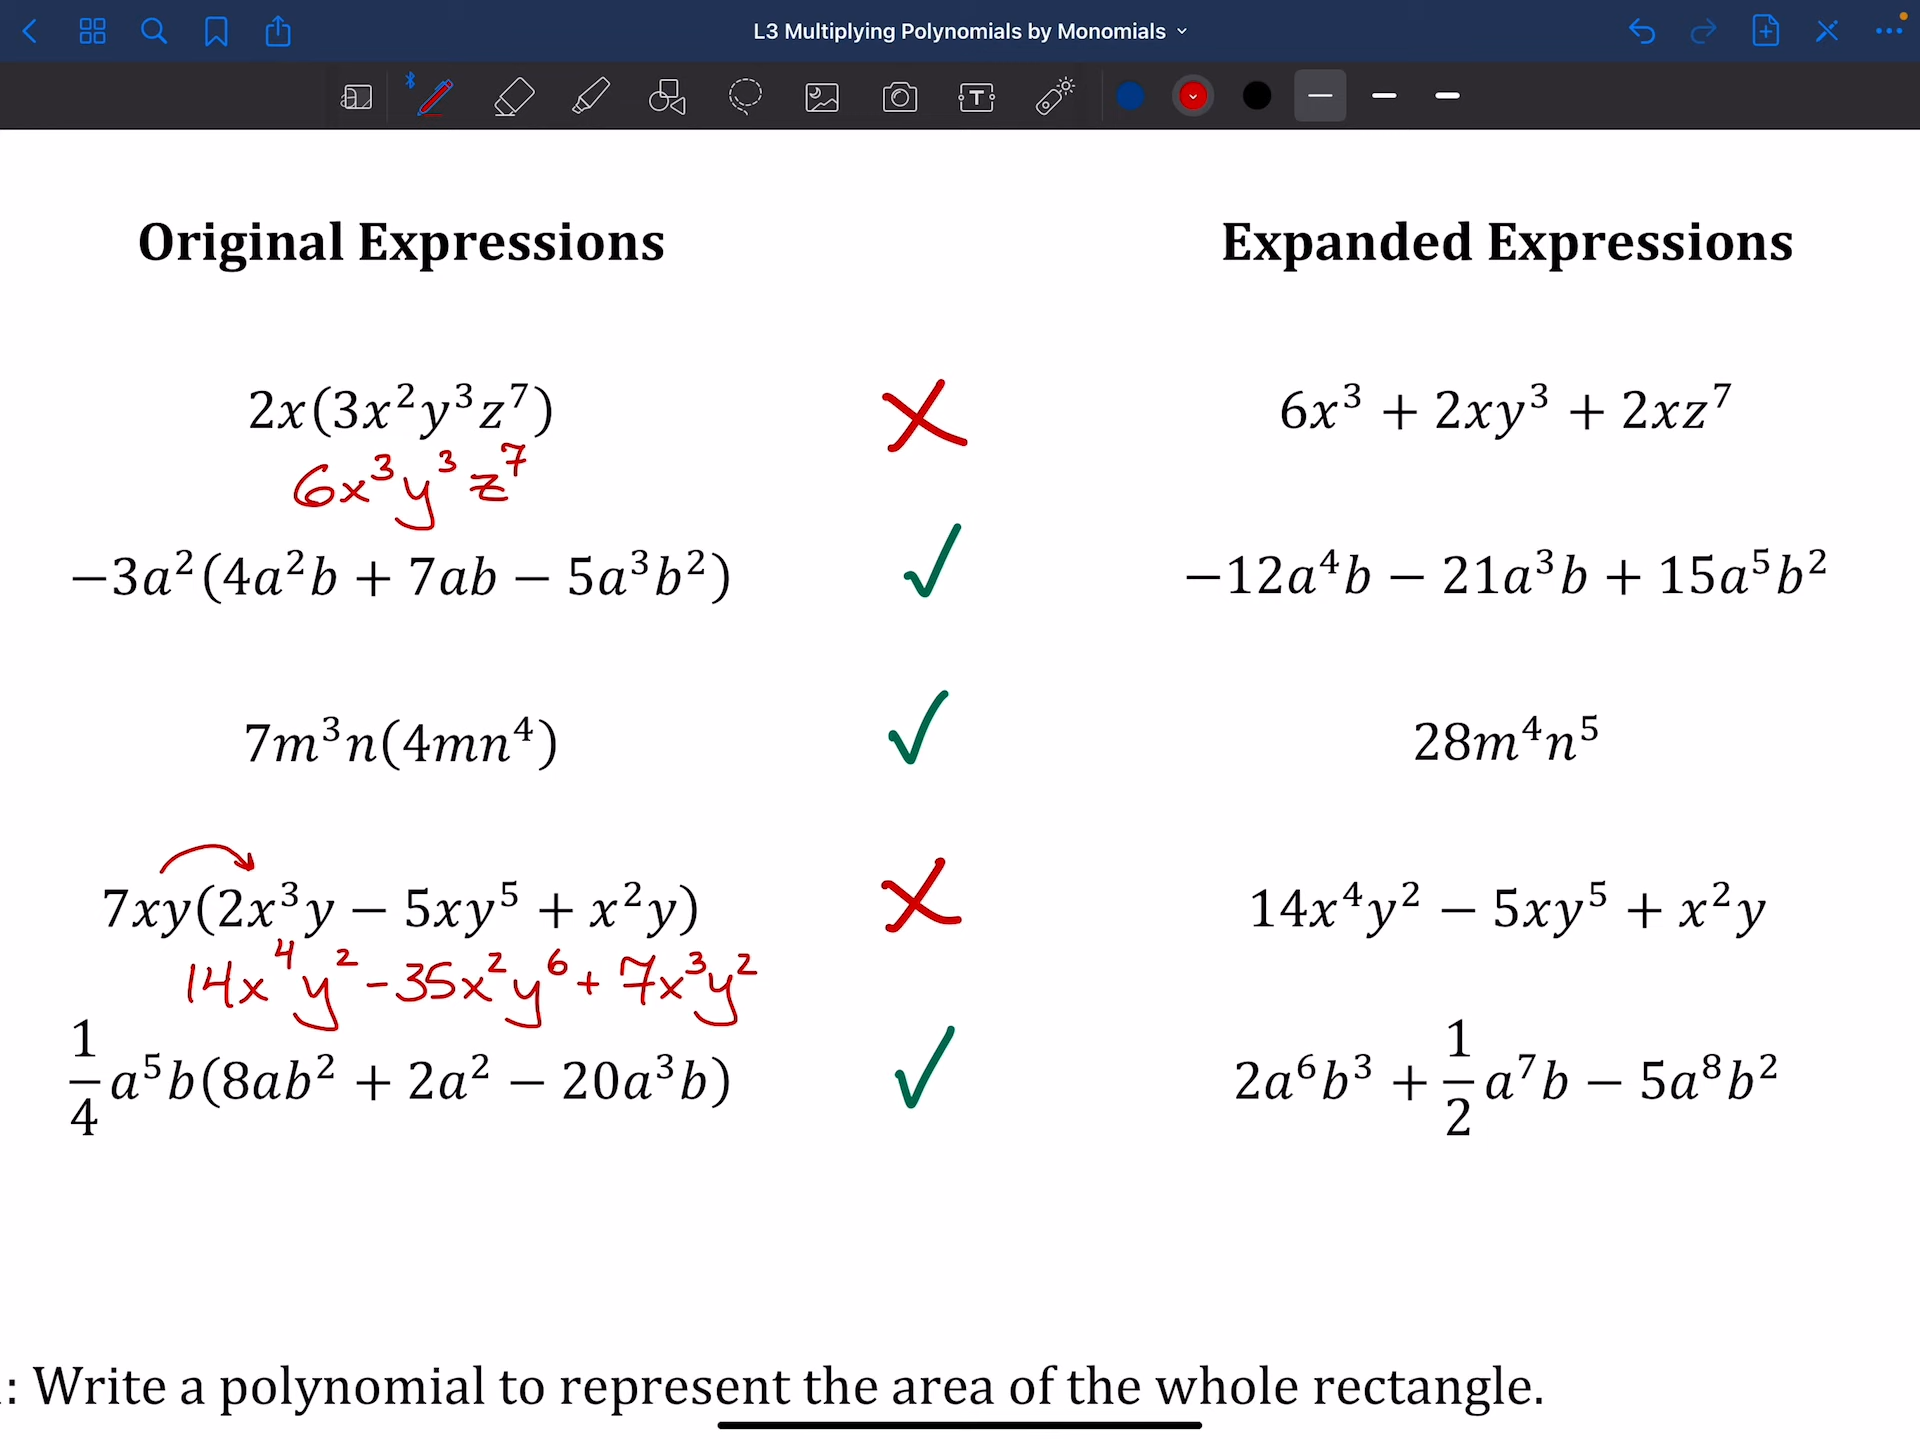 L3 Multiplying Polynomials by Monomials
Original Expressions Expanded Expressions
2x(3x²y³z⁷) 6x³ + 2xy³ + 2xz⁷
6x³y³z⁷
−3a²(4a²b + 7ab − 5a³b²) ✓ −12a⁴b − 21a³b + 15a⁵b²
7m³n(4mn⁴) ✓ 28m⁴n⁵
7xy(2x³y − 5xy⁵ + x²y) 14x⁴y² − 5xy⁵ + x²y
14x⁴y² - 35x²y⁶ + 7x³y²
1/4 a⁵b(8ab² + 2a² − 20a³b) ✓ 2a⁶b³ + 1/2 a⁷b − 5a⁸b²
: Write a polynomial to represent the area of the whole rectangle.